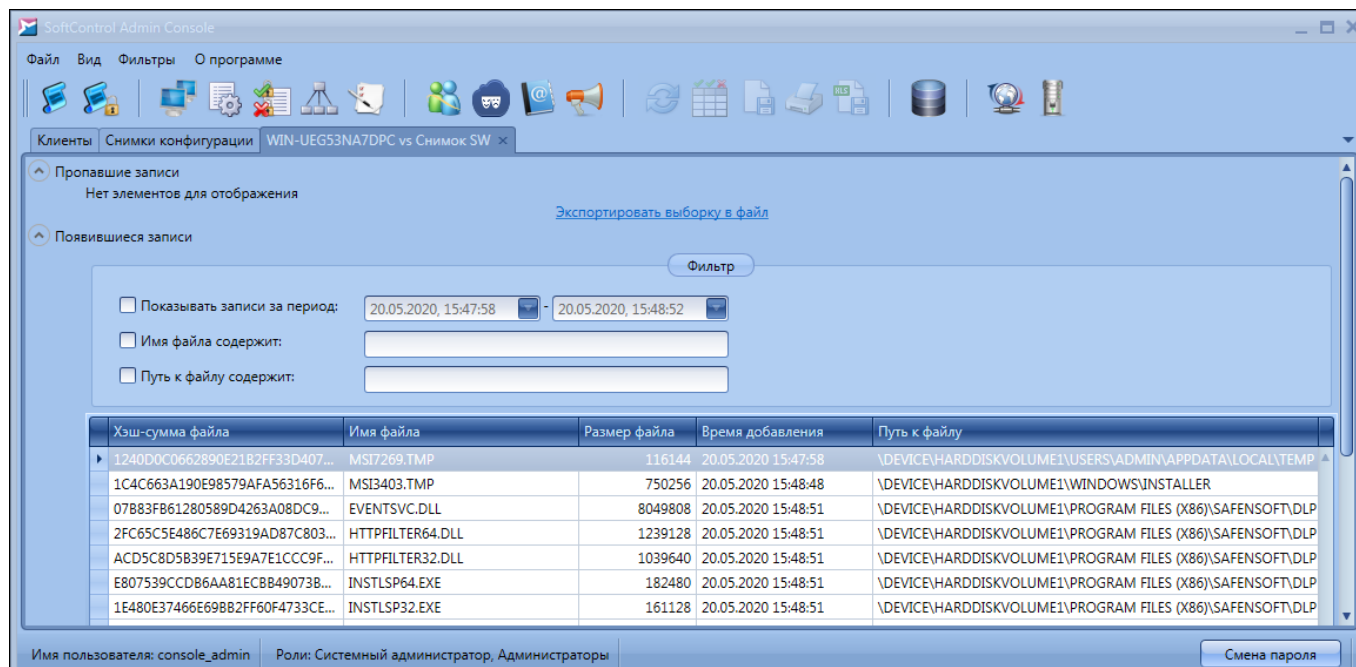 SoftControl Admin Console
Файл Вид Фильтры О программе
Клиенты Снимки конфигурации WIN-UEG53NA7DPC vs Снимок SW
Пропавшие записи
Нет элементов для отображения
Экспортировать выборку в файл
Появившиеся записи
Фильтр
Показывать записи за период: 20.05.2020, 15:47:58 - 20.05.2020, 15:48:52
Имя файла содержит:
Путь к файлу содержит:
Хэш-сумма файла Имя файла Размер файла Время добавления Путь к файлу
1240D0C0662890E21B2FF33D407... MSI7269.TMP 116144 20.05.2020 15:47:58 \DEVICE\HARDDISKVOLUME1\USERS\ADMIN\APPDATA\LOCAL\TEMP
1C4C663A190E98579AFA56316F6... MSI3403.TMP 750256 20.05.2020 15:48:48 \DEVICE\HARDDISKVOLUME1\WINDOWS\INSTALLER
07B83FB61280589D4263A08DC9... EVENTSVC.DLL 8049808 20.05.2020 15:48:51 \DEVICE\HARDDISKVOLUME1\PROGRAM FILES (X86)\SAFENSOFT\DLP
2FC65C5E486C7E69319AD87C803... HTTPFILTER64.DLL 1239128 20.05.2020 15:48:51 \DEVICE\HARDDISKVOLUME1\PROGRAM FILES (X86)\SAFENSOFT\DLP
ACD5C8D5B39E715E9A7E1CCC9F... HTTPFILTER32.DLL 1039640 20.05.2020 15:48:51 \DEVICE\HARDDISKVOLUME1\PROGRAM FILES (X86)\SAFENSOFT\DLP
E807539CCDB6AA81ECBB49073B... INSTLSP64.EXE 182480 20.05.2020 15:48:51 \DEVICE\HARDDISKVOLUME1\PROGRAM FILES (X86)\SAFENSOFT\DLP
1E480E37466E69BB2FF60F4733CE... INSTLSP32.EXE 161128 20.05.2020 15:48:51 \DEVICE\HARDDISKVOLUME1\PROGRAM FILES (X86)\SAFENSOFT\DLP
Имя пользователя: console_admin Роли: Системный администратор, Администраторы Смена пароля